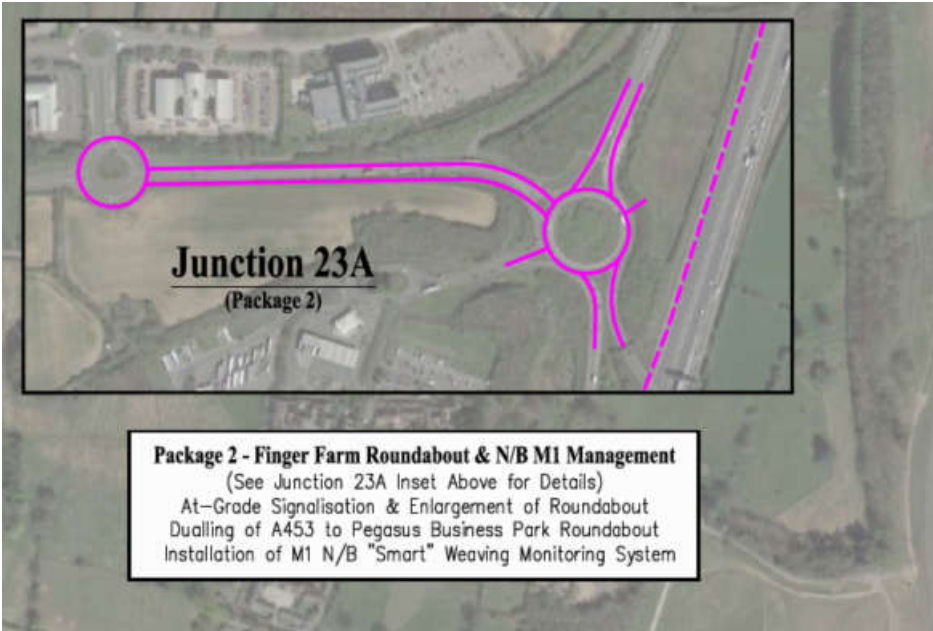 Junction 23A
(Package 2)
Package 2 - Finger Farm Roundabout & N/B M1 Management
(See Junction 23A Inset Above for Details)
At-Grade Signalisation & Enlargement of Roundabout
Dualling of A453 to Pegasus Business Park Roundabout
Installation of M1 N/B "Smart" Weaving Monitoring System